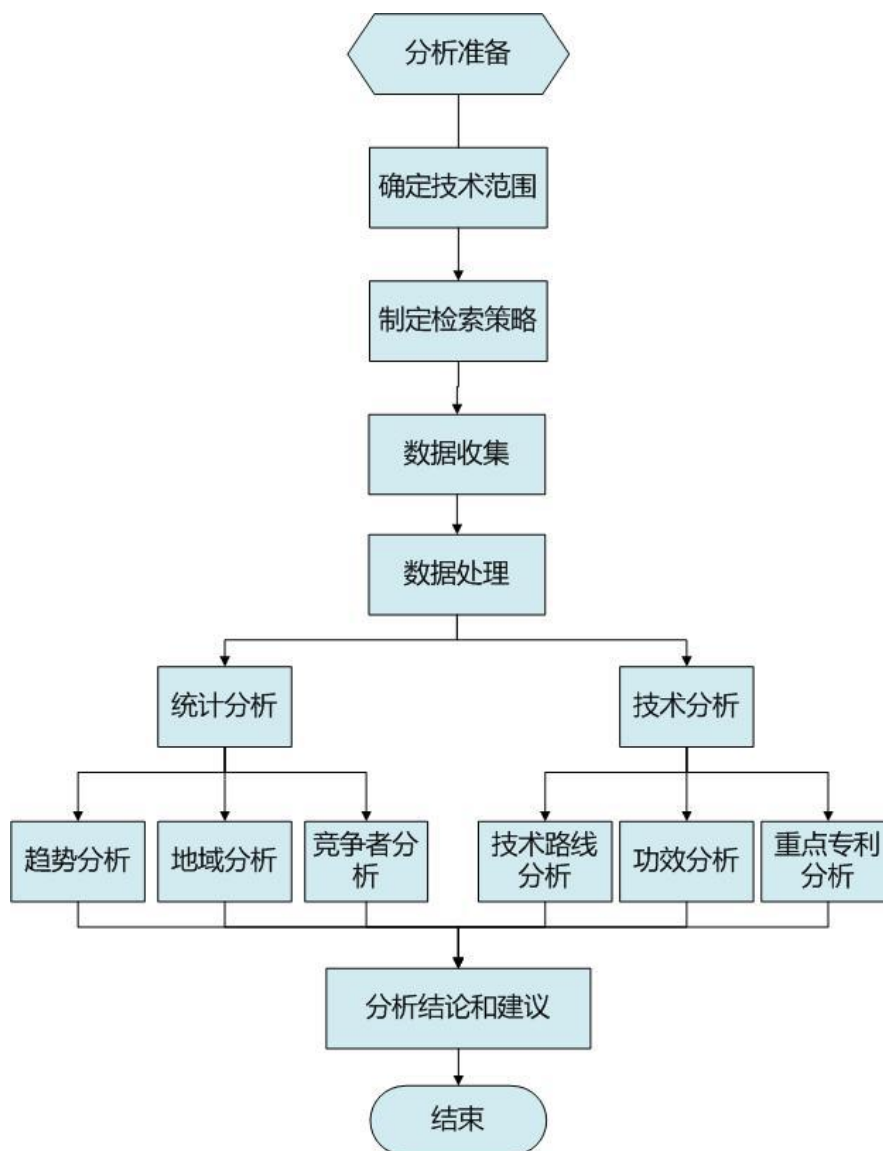 分析准备
确定技术范围
制定检索策略
数据收集
数据处理
统计分析
技术分析
趋势分析
地域分析
竞争者分
析
技术路线
分析
功效分析
重点专利
分析
分析结论和建议
结束